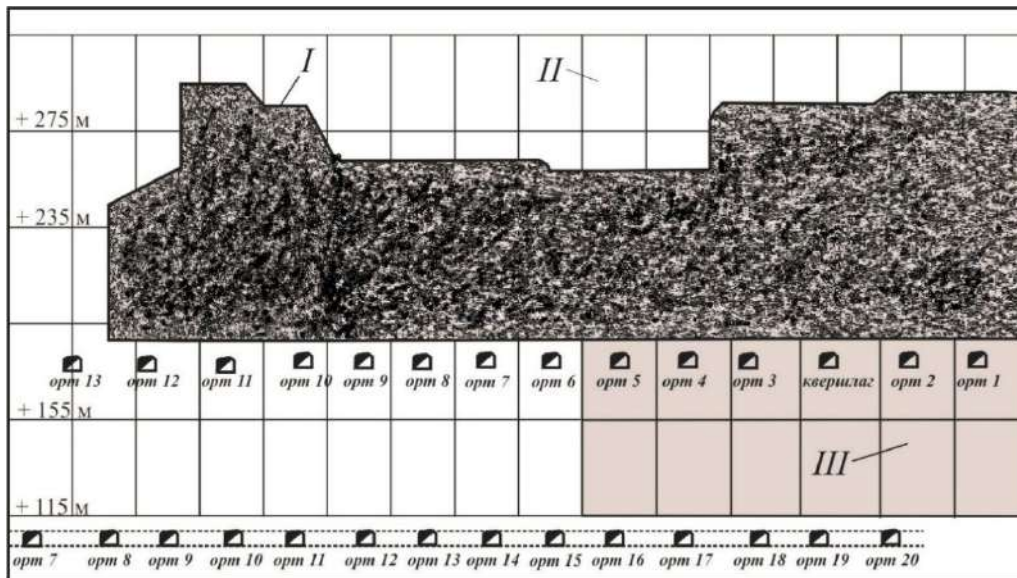 I
II
+ 275 м
+ 235 м
орт 13 орт 12 орт 11 орт 10 орт 9 орт 8 орт 7 орт 6 орт 5 орт 4 орт 3 квершлаг орт 2 орт 1
+ 155 м
III
+ 115 м
орт 7 орт 8 орт 9 орт 10 орт 11 орт 12 орт 13 орт 14 орт 15 орт 16 орт 17 орт 18 орт 19 орт 20